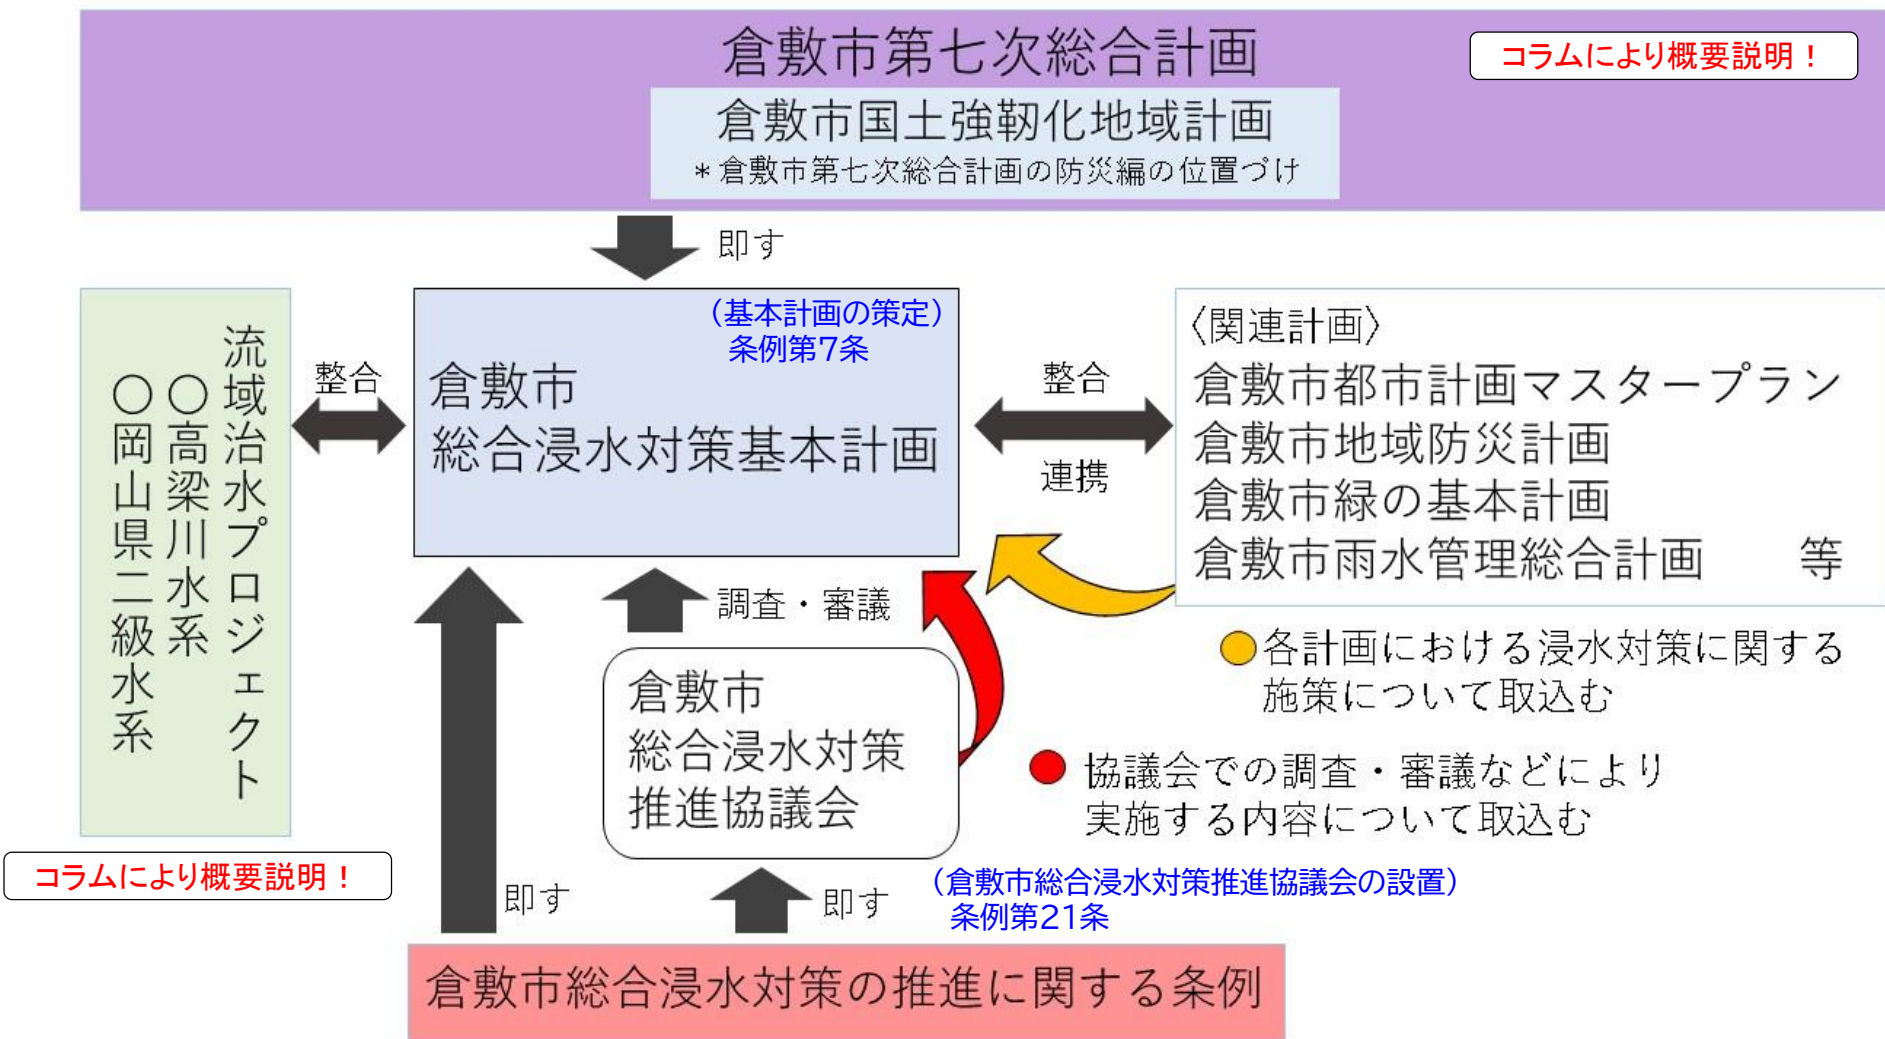 倉敷市第七次総合計画
コラムにより概要説明！
倉敷市国土強靭化地域計画
＊倉敷市第七次総合計画の防災編の位置づけ
即す
流域治水プロジェクト
○高梁川水系
○岡山県二級水系
整合
（基本計画の策定）
条例第7条
倉敷市
総合浸水対策基本計画
整合
連携
〈関連計画〉
倉敷市都市計画マスタープラン
倉敷市地域防災計画
倉敷市緑の基本計画
倉敷市雨水管理総合計画　等
調査・審議
倉敷市
総合浸水対策
推進協議会
各計画における浸水対策に関する
施策について取込む
協議会での調査・審議などにより
実施する内容について取込む
コラムにより概要説明！
即す
即す
（倉敷市総合浸水対策推進協議会の設置）
条例第21条
倉敷市総合浸水対策の推進に関する条例